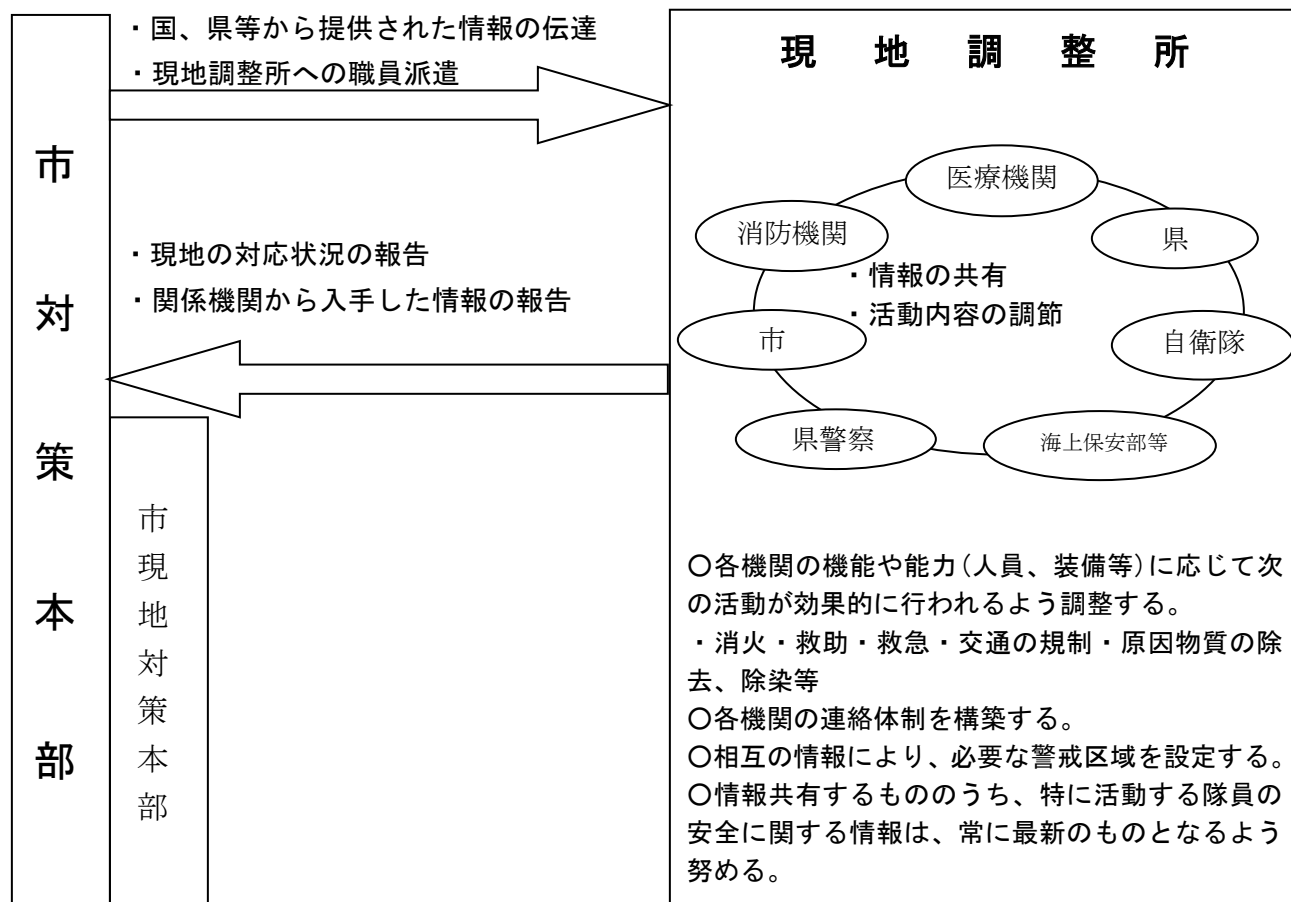 ・国、県等から提供された情報の伝達
・現地調整所への職員派遣
市対策本部
・現地の対応状況の報告
・関係機関から入手した情報の報告
市現地対策本部
現地調整所
医療機関
消防機関
県
・情報の共有
・活動内容の調節
市
自衛隊
県警察
海上保安部等
〇各機関の機能や能力(人員、装備等)に応じて次
の活動が効果的に行われるよう調整する。
・消火・救助・救急・交通の規制・原因物質の除
去、除染等
〇各機関の連絡体制を構築する。
〇相互の情報により、必要な警戒区域を設定する。
〇情報共有するもののうち、特に活動する隊員の
安全に関する情報は、常に最新のものとなるよう
努める。